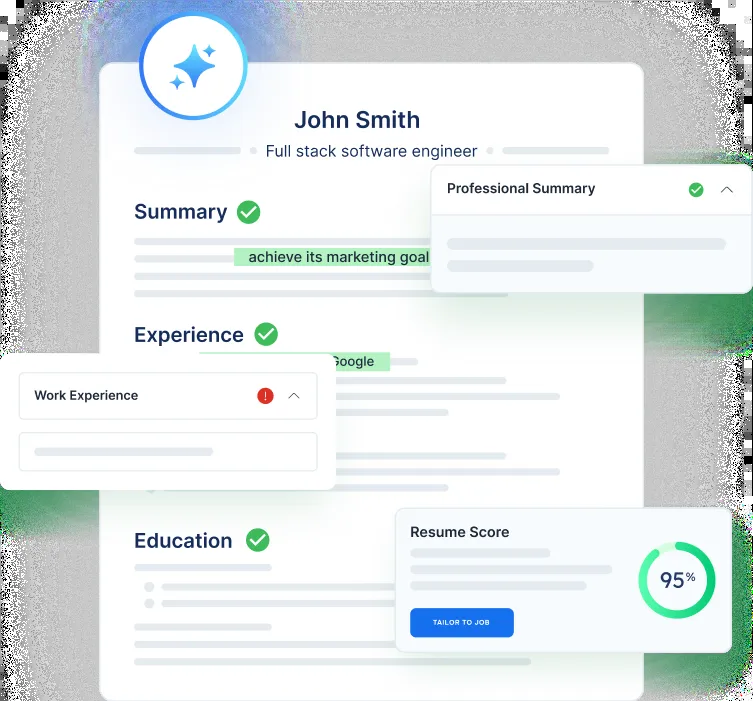 John Smith
Full stack software engineer
Professional Summary
Summary
achieve its marketing goal
Experience
Google
Work Experience
!
Resume Score
Education
95%
TAILOR TO JOB